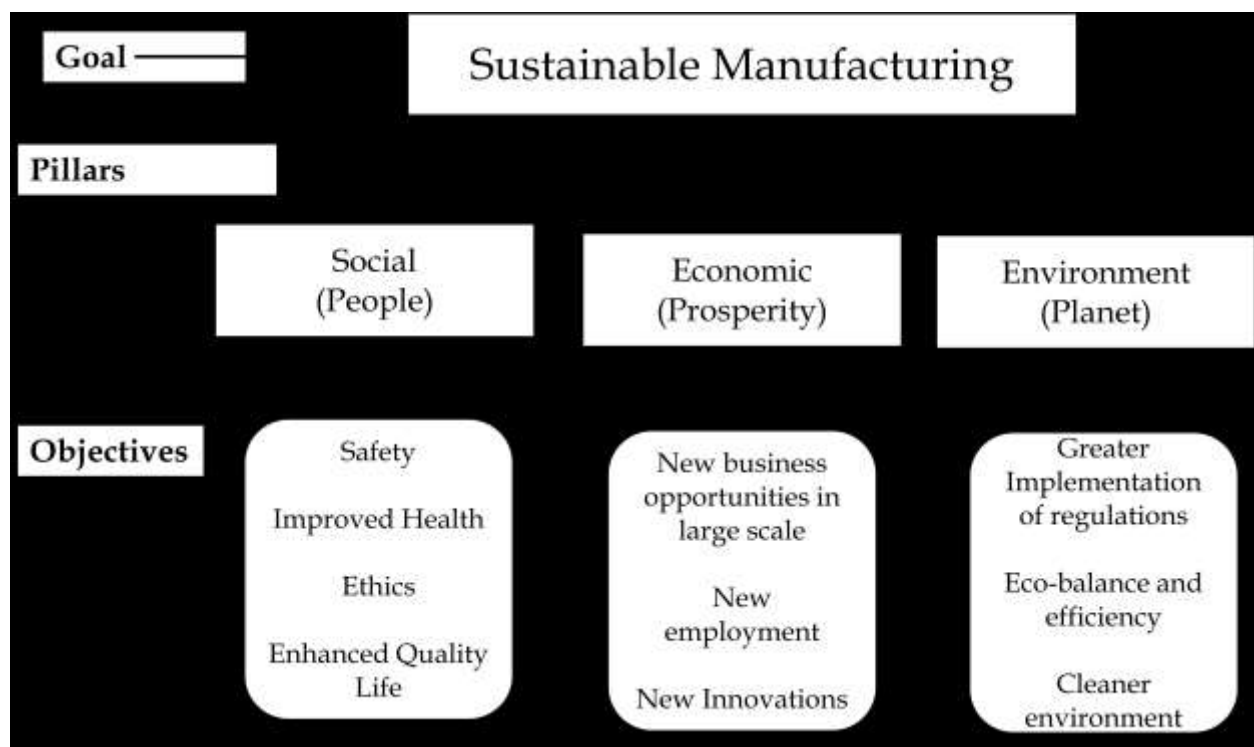 Goal
Sustainable Manufacturing
Pillars
Social
(People)
Economic
(Prosperity)
Environment
(Planet)
Objectives
Safety
Improved Health
Ethics
Enhanced Quality
Life
New business
opportunities in
large scale
New
employment
New Innovations
Greater
Implementation
of regulations
Eco-balance and
efficiency
Cleaner
environment